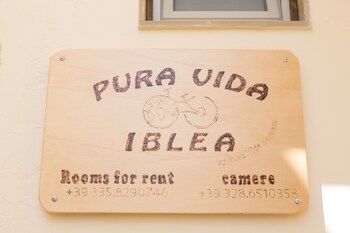 PURA VIDA
IBLEA
Rooms for rent camere
+39 335.8290746 +39 328.6510358